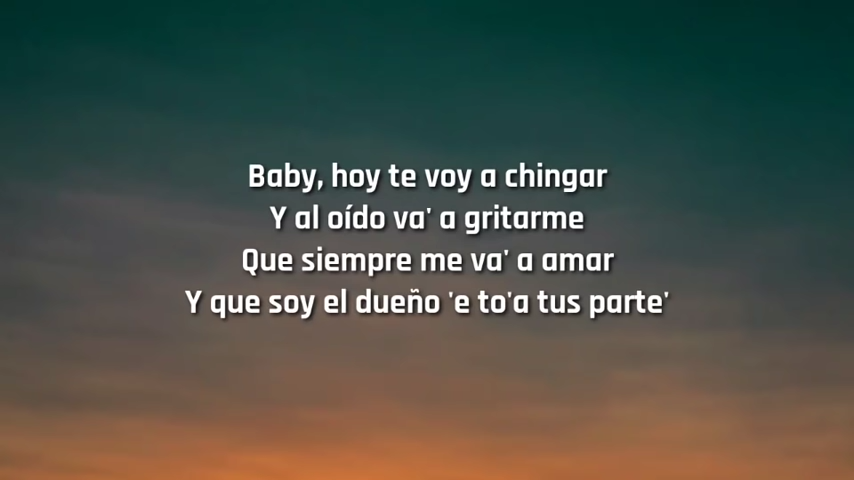 Baby, hoy te voy a chingar
Y al oído va' a gritarme
Que siempre me va' a amar
Y que soy el dueño 'e to'a tus parte'